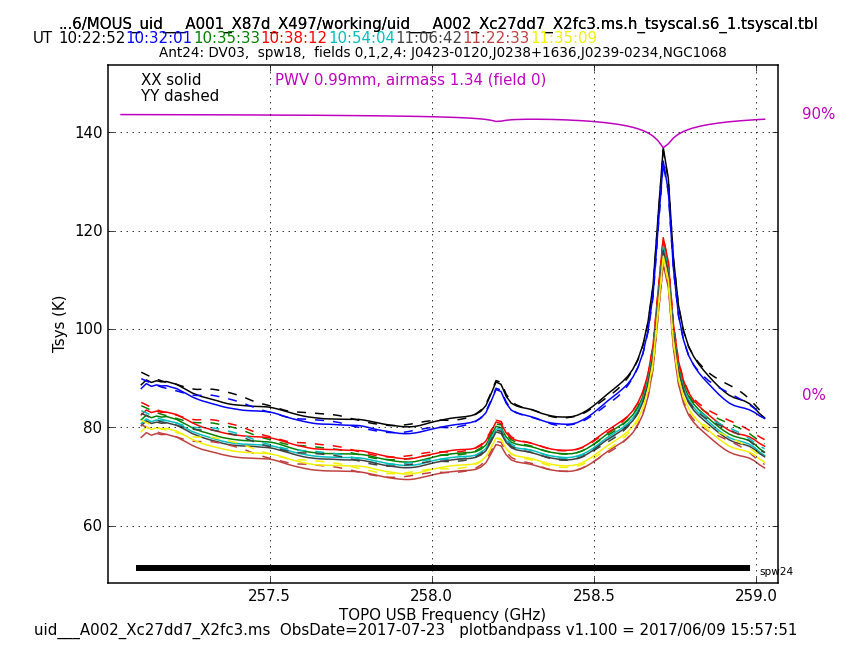 ...6/MOUS_uid___A001_X87d_X497/working/uid___A002_Xc27dd7_X2fc3.ms.h_tsyscal.s6_1.tsyscal.tbl
UT 10:22:52 10:32:01 10:35:33 10:38:12 10:54:04 11:06:42 11:22:33 11:35:09
Ant24: DV03, spw18, fields 0,1,2,4: J0423-0120,J0238+1636,J0239-0234,NGC1068
XX solid PWV 0.99mm, airmass 1.34 (field 0)
YY dashed
90%
140
120
Tsys (K)
100
0%
80
60
spw24
257.5 258.0 258.5 259.0
TOPO USB Frequency (GHz)
uid___A002_Xc27dd7_X2fc3.ms ObsDate=2017-07-23 plotbandpass v1.100 = 2017/06/09 15:57:51